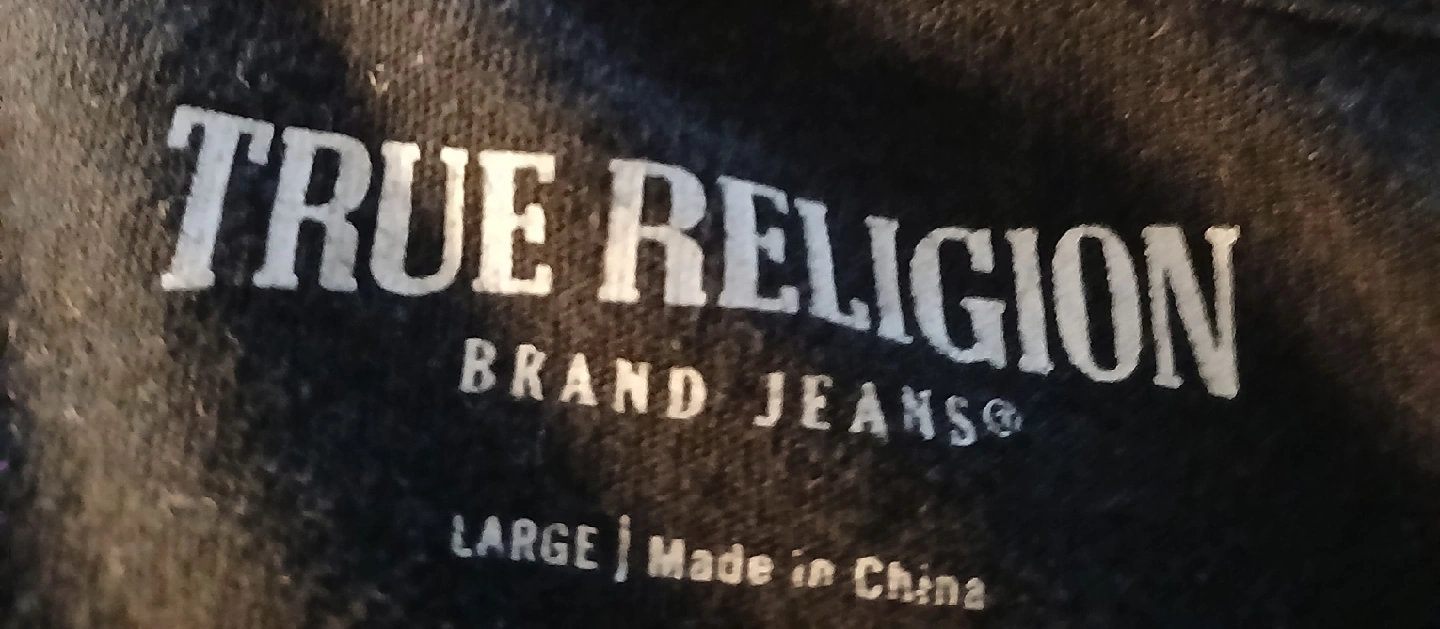 TRUE RELIGION
BRAND JEANS®
LARGE | Made in China